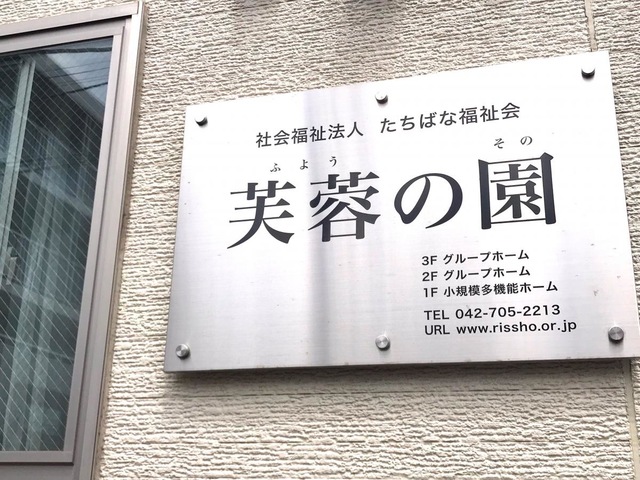 社会福祉法人 たちばな福祉会
ふよう その
芙蓉の園
3F グループホーム
2F グループホーム
1F 小規模多機能ホーム
TEL 042-705-2213
URL www.rissho.or.jp